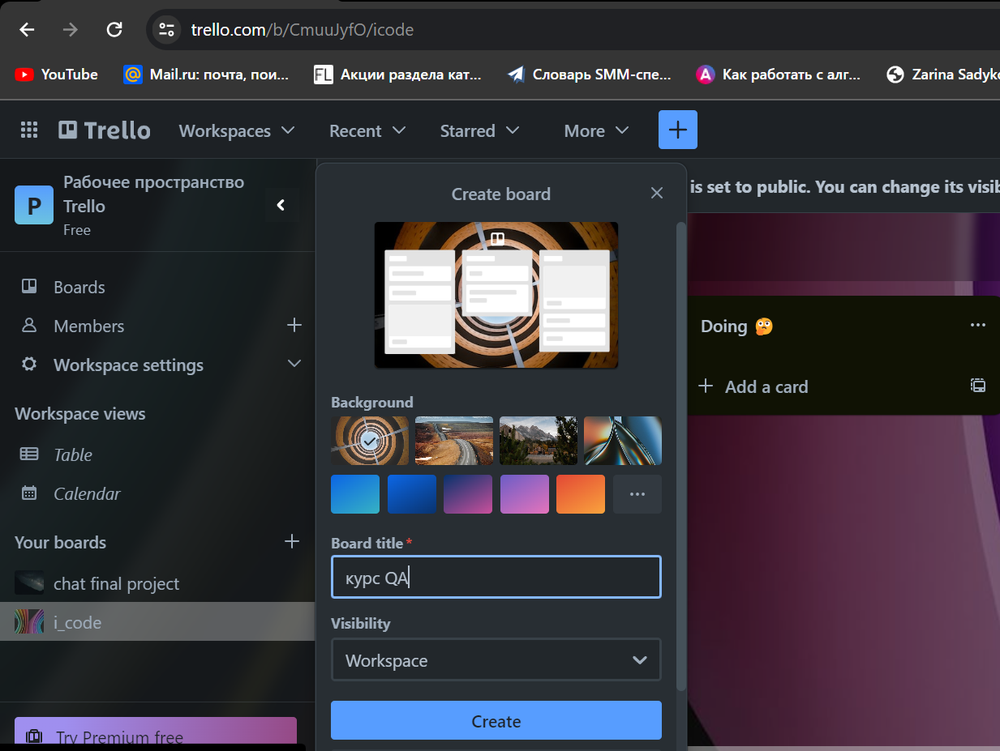 trello.com/b/CmuuJyfO/icode
YouTube
Mail.ru: почта, пои...
FL
Акции раздела кат...
Словарь SMM-спе...
A
Как работать с алг...
Zarina Sadyko
Trello
Workspaces
Recent
Starred
More
P
Рабочее пространство
Trello
Free
Boards
Members
Workspace settings
Workspace views
Table
Calendar
Your boards
chat final project
i_code
Try Premium free
Create board
Background
Board title*
курс QA
Visibility
Workspace
Create
is set to public. You can change its visib
Doing 🤔
Add a card